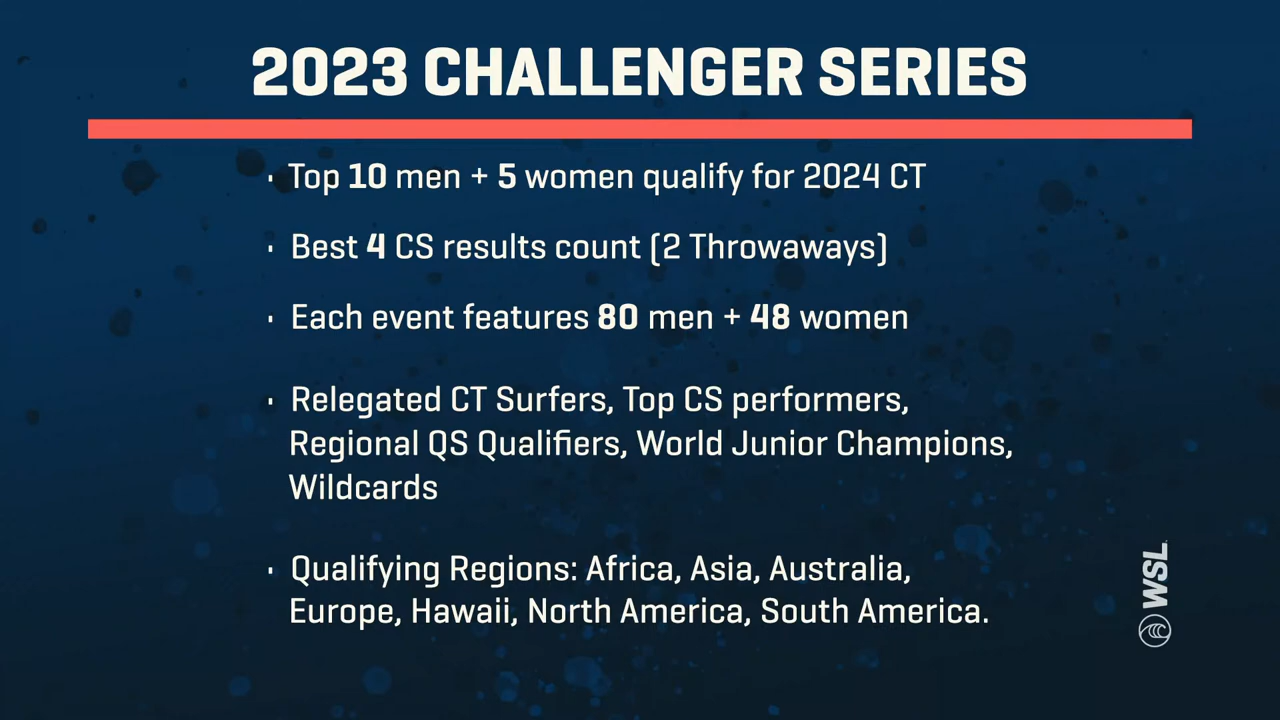 2023 CHALLENGER SERIES
· Top 10 men + 5 women qualify for 2024 CT
· Best 4 CS results count (2 Throwaways)
· Each event features 80 men + 48 women
· Relegated CT Surfers, Top CS performers,
Regional QS Qualifiers, World Junior Champions,
Wildcards
· Qualifying Regions: Africa, Asia, Australia,
Europe, Hawaii, North America, South America.
WSL